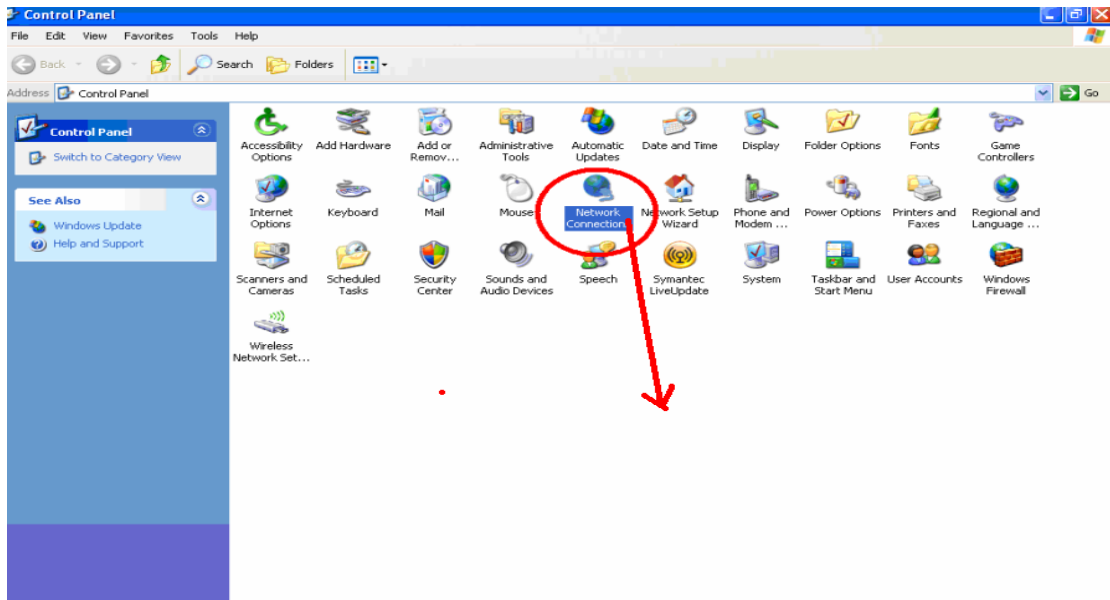 Control Panel
File Edit View Favorites Tools Help
Back Search Folders
Address Control Panel Go
Control Panel
Switch to Category View
See Also
Windows Update
Help and Support
Accessibility Options
Add Hardware
Add or Remov...
Administrative Tools
Automatic Updates
Date and Time
Display
Folder Options
Fonts
Game Controllers
Internet Options
Keyboard
Mail
Mouse
Network Connection
Network Setup Wizard
Phone and Modem ...
Power Options
Printers and Faxes
Regional and Language ...
Scanners and Cameras
Scheduled Tasks
Security Center
Sounds and Audio Devices
Speech
Symantec LiveUpdate
System
Taskbar and Start Menu
User Accounts
Windows Firewall
Wireless Network Set...